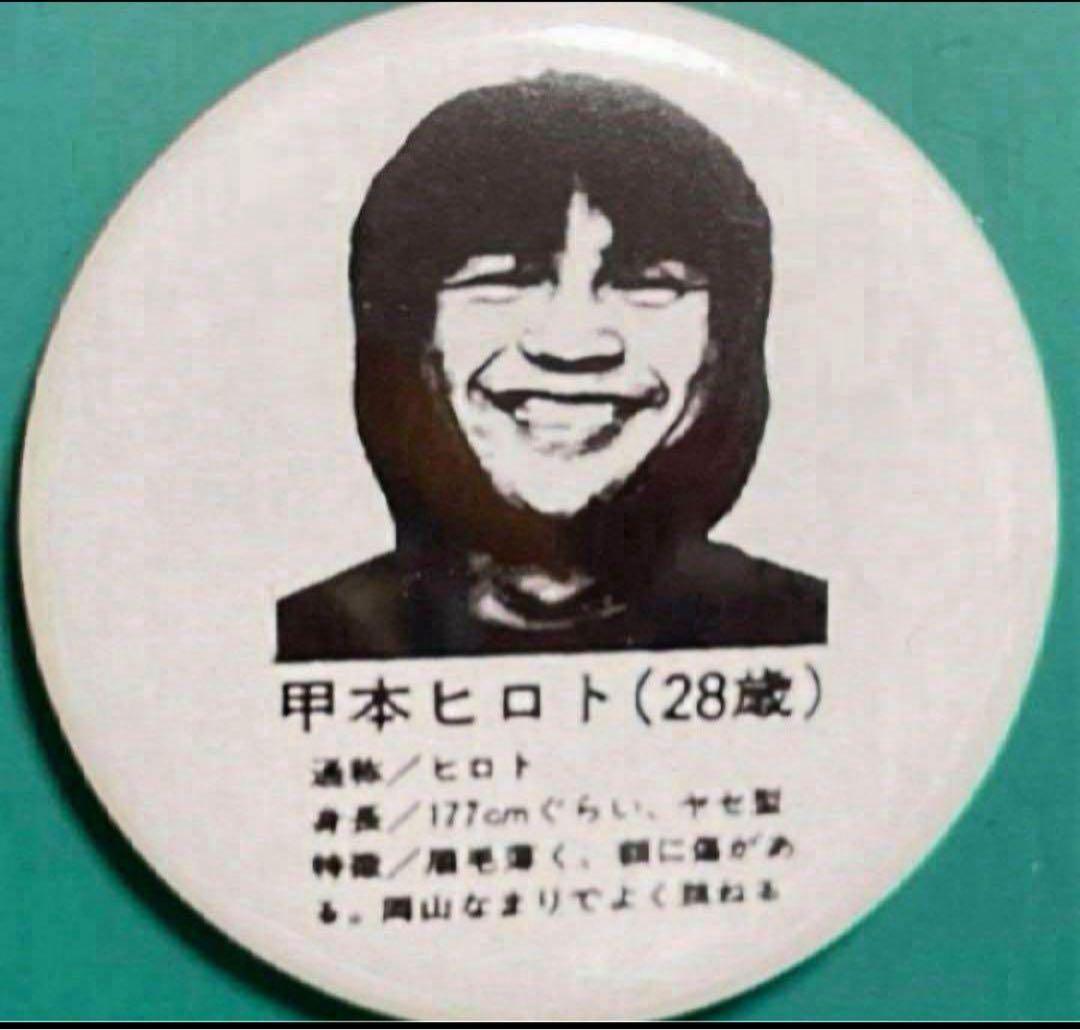 甲本ヒロト(28歳)
通称／ヒロト
身長／177cmぐらい、ヤセ型
特徴／眉毛薄く、額に傷があ
る。岡山なまりでよく跳ねる